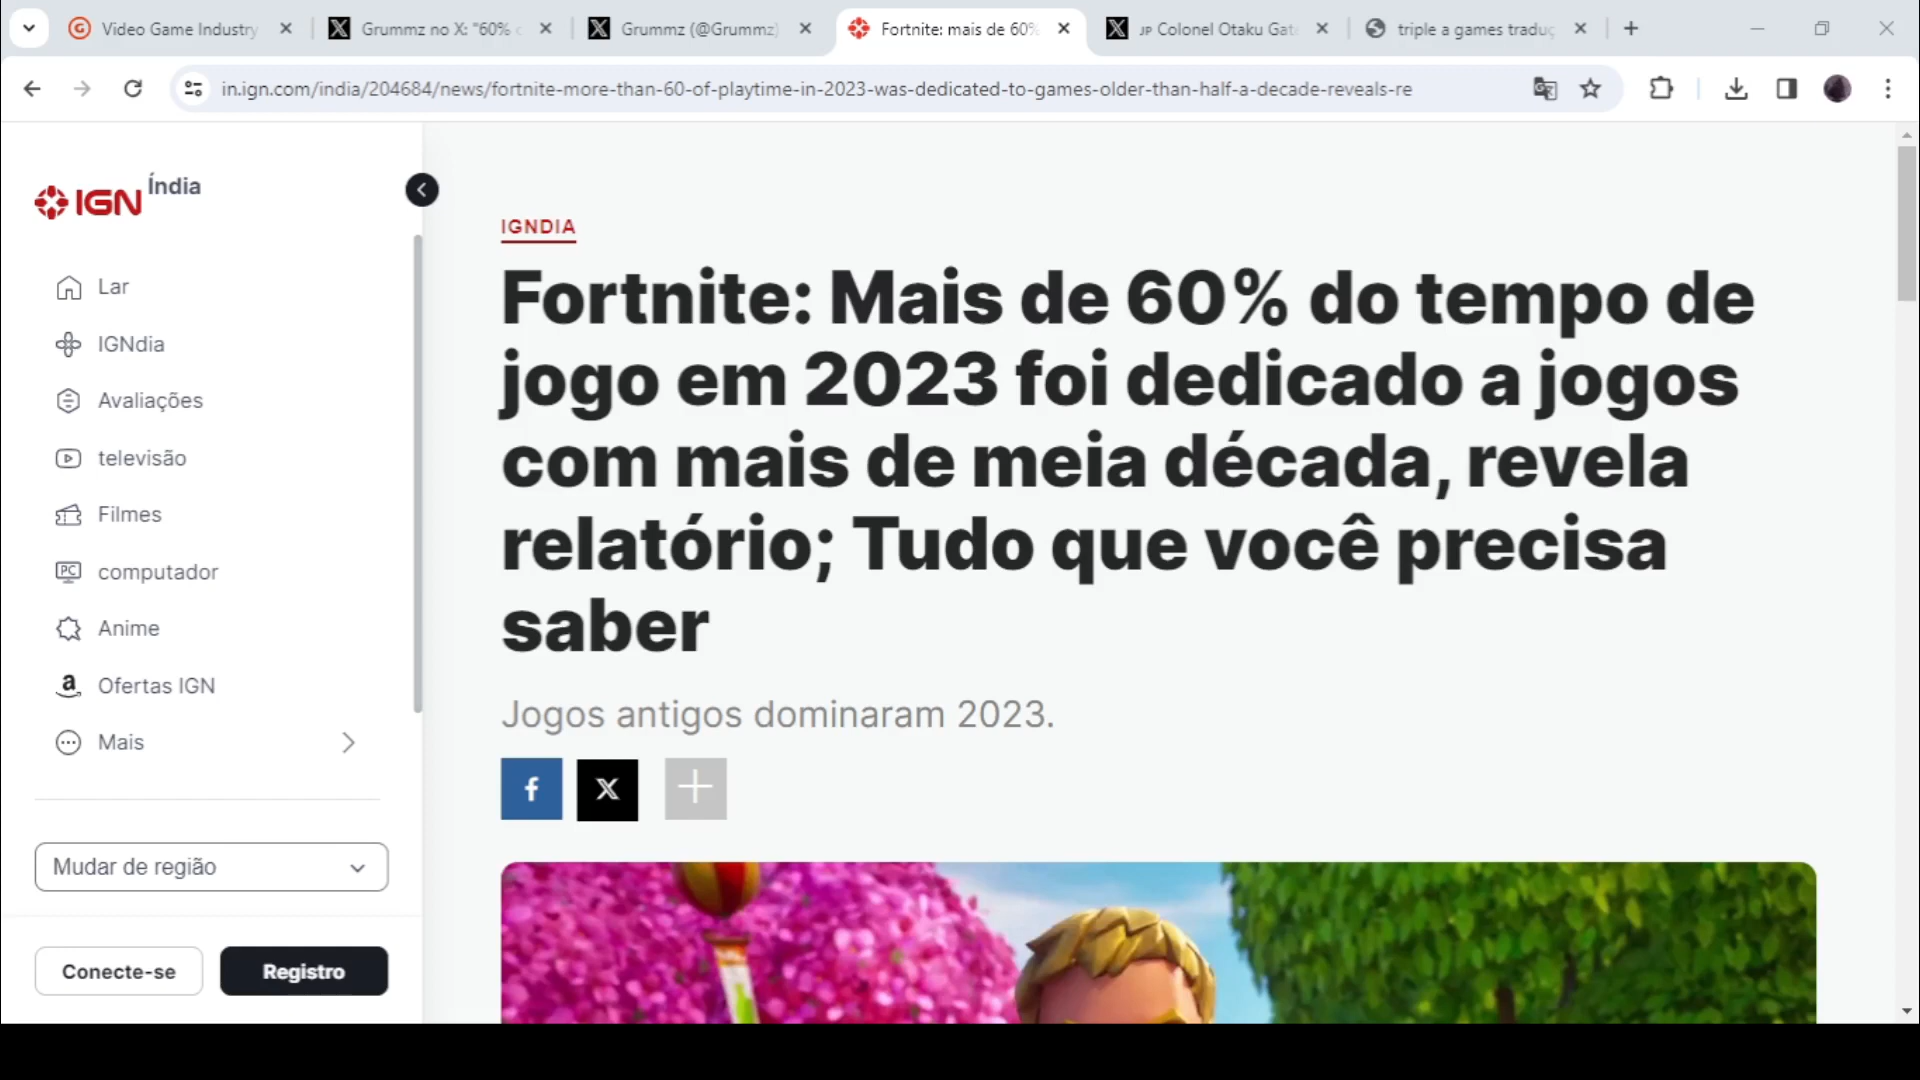 Video Game Industry
Grummz no X: "60%
Grummz (@Grummz)
Fortnite: mais de 60%
JP Colonel Otaku Gat
triple a games traduç
in.ign.com/india/204684/news/fortnite-more-than-60-of-playtime-in-2023-was-dedicated-to-games-older-than-half-a-decade-reveals-re
IGN
Índia
Lar
IGNdia
Avaliações
televisão
Filmes
PC
computador
Anime
Ofertas IGN
Mais
Mudar de região
Conecte-se
Registro
IGNDIA
Fortnite: Mais de 60% do tempo de
jogo em 2023 foi dedicado a jogos
com mais de meia década, revela
relatório; Tudo que você precisa
saber
Jogos antigos dominaram 2023.